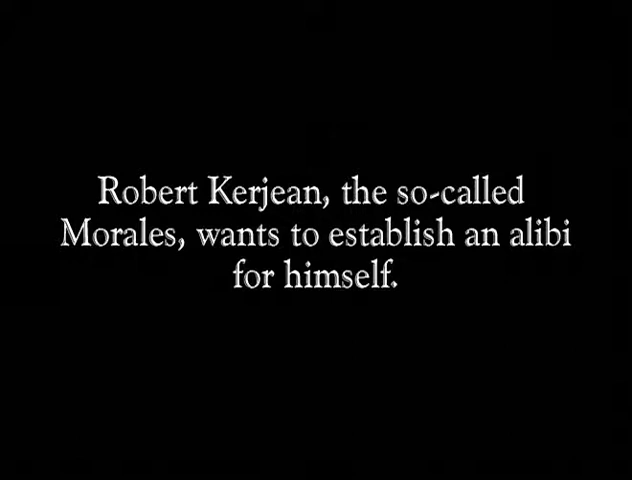 Robert Kerjean, the so-called
Morales, wants to establish an alibi
for himself.